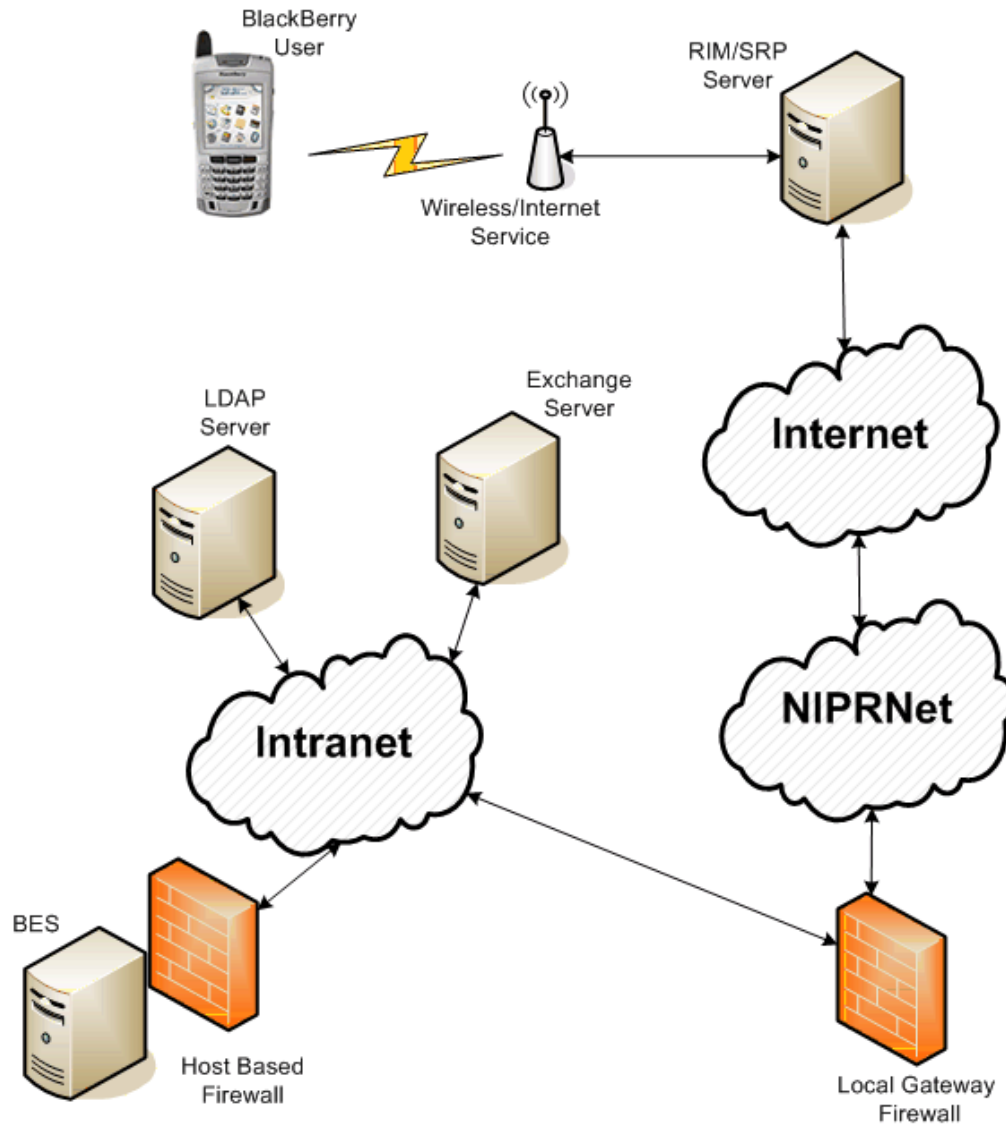 BlackBerry
User
RIM/SRP
Server
BlackBerry
Wireless/Internet
Service
Exchange
Server
LDAP
Server
Internet
NIPRNet
Intranet
BES
Host Based
Firewall
Local Gateway
Firewall